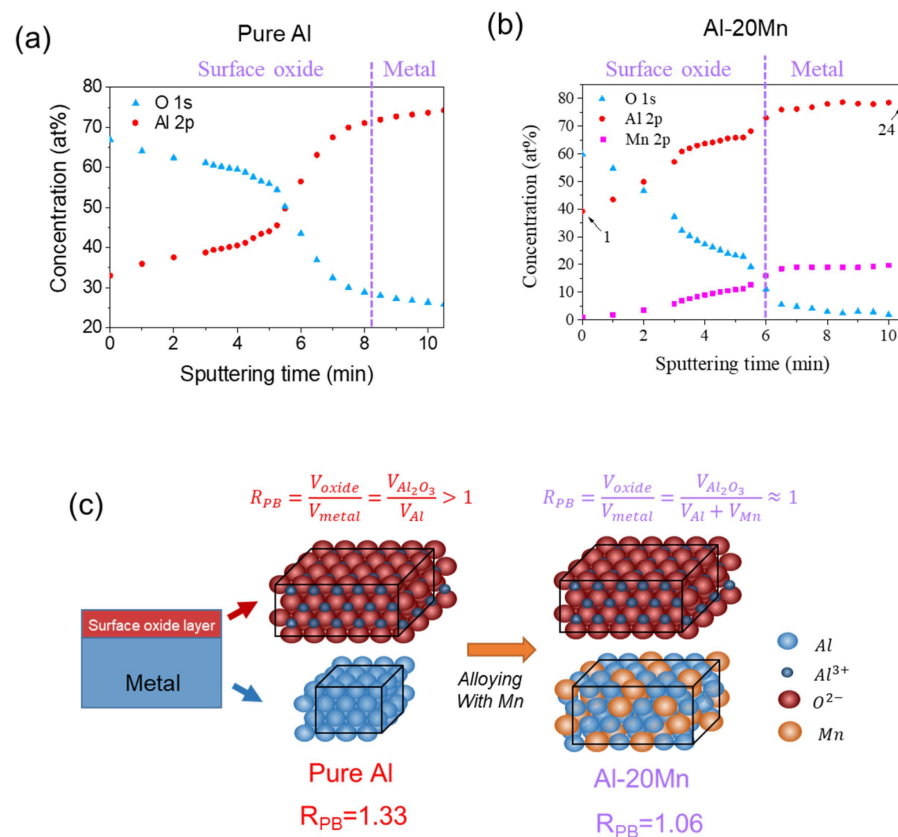 (a)
Pure Al
Surface oxide
Metal
O 1s
Al 2p
Concentration (at%)
80
70
60
50
40
30
20
0
2
4
6
8
10
Sputtering time (min)
(b)
Al-20Mn
Surface oxide
Metal
O 1s
Al 2p
Mn 2p
Concentration (at%)
80
70
60
50
40
30
20
10
0
1
24
0
2
4
6
8
10
Sputtering time (min)
(c)
R_PB = V_oxide / V_metal = V_Al₂O₃ / V_Al > 1
R_PB = V_oxide / V_metal = V_Al₂O₃ / V_Al + V_Mn ≈ 1
Surface oxide layer
Metal
Alloying
With Mn
Al
Al³⁺
O²⁻
Mn
Pure Al
R_PB=1.33
Al-20Mn
R_PB=1.06